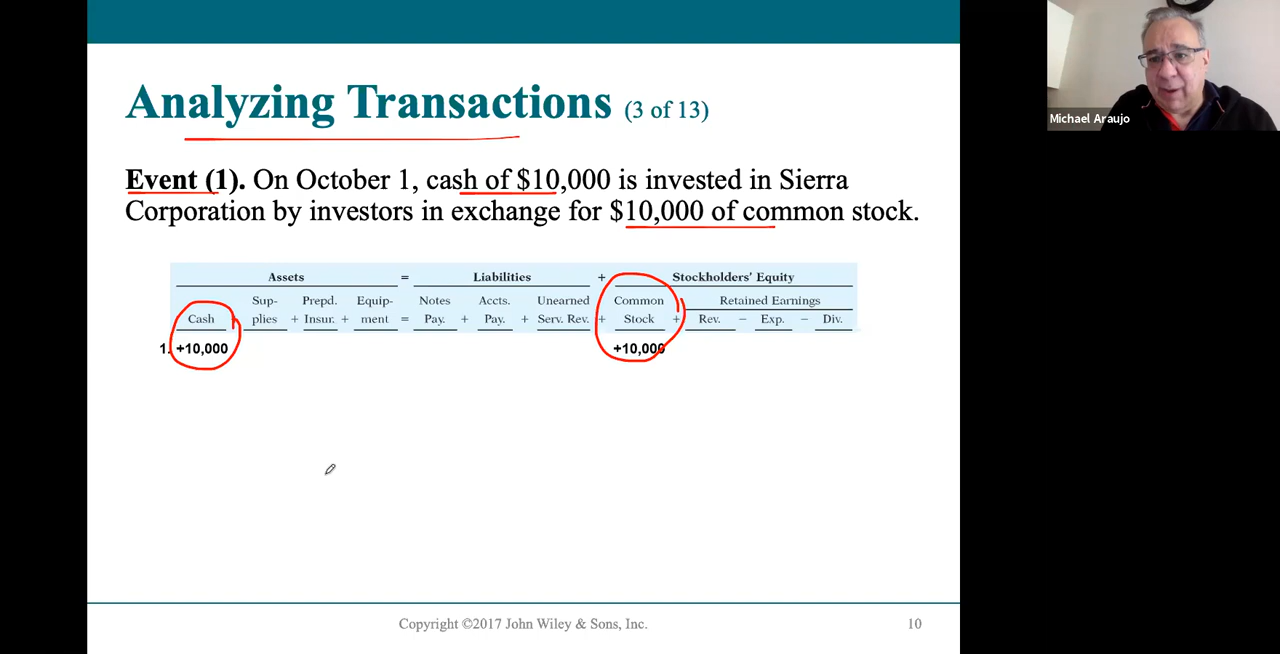 Analyzing Transactions (3 of 13)
Event (1). On October 1, cash of $10,000 is invested in Sierra
Corporation by investors in exchange for $10,000 of common stock.
Assets = Liabilities + Stockholders' Equity
Sup- Prepd. Equip- Notes Accts. Unearned Common Retained Earnings
Cash + plies + Insur. + ment = Pay. + Pay. + Serv. Rev. + Stock + Rev. − Exp. − Div.
1. +10,000 +10,000
Copyright ©2017 John Wiley & Sons, Inc. 10
Michael Araujo